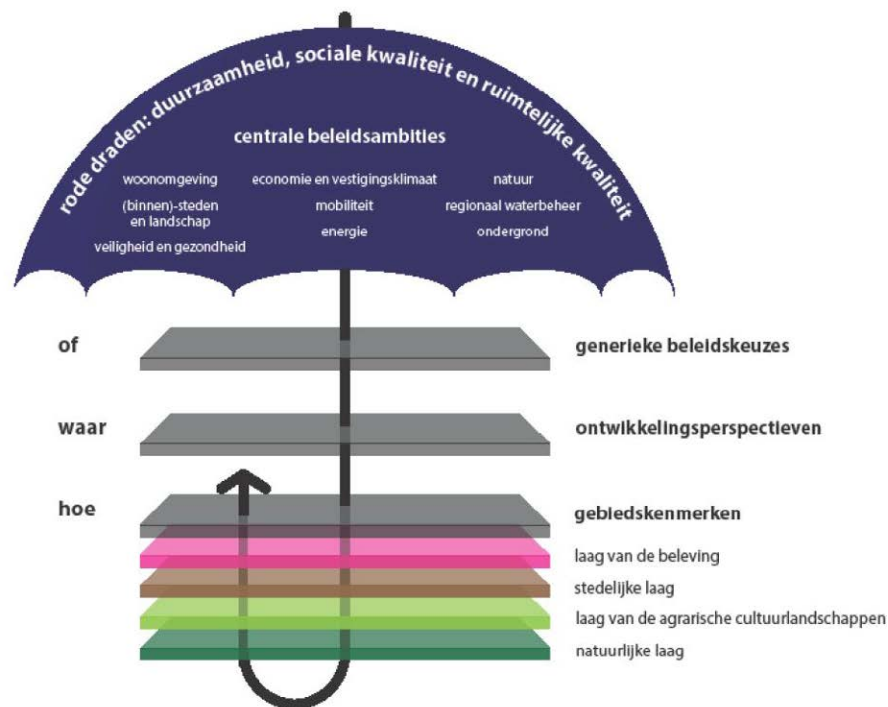 rode draden: duurzaamheid, sociale kwaliteit en ruimtelijke kwaliteit
centrale beleidsambities
woonomgeving
(binnen)-steden
en landschap
veiligheid en gezondheid
economie en vestigingsklimaat
mobiliteit
energie
natuur
regionaal waterbeheer
ondergrond
of
generieke beleidskeuzes
waar
ontwikkelingsperspectieven
hoe
gebiedskenmerken
laag van de beleving
stedelijke laag
laag van de agrarische cultuurlandschappen
natuurlijke laag